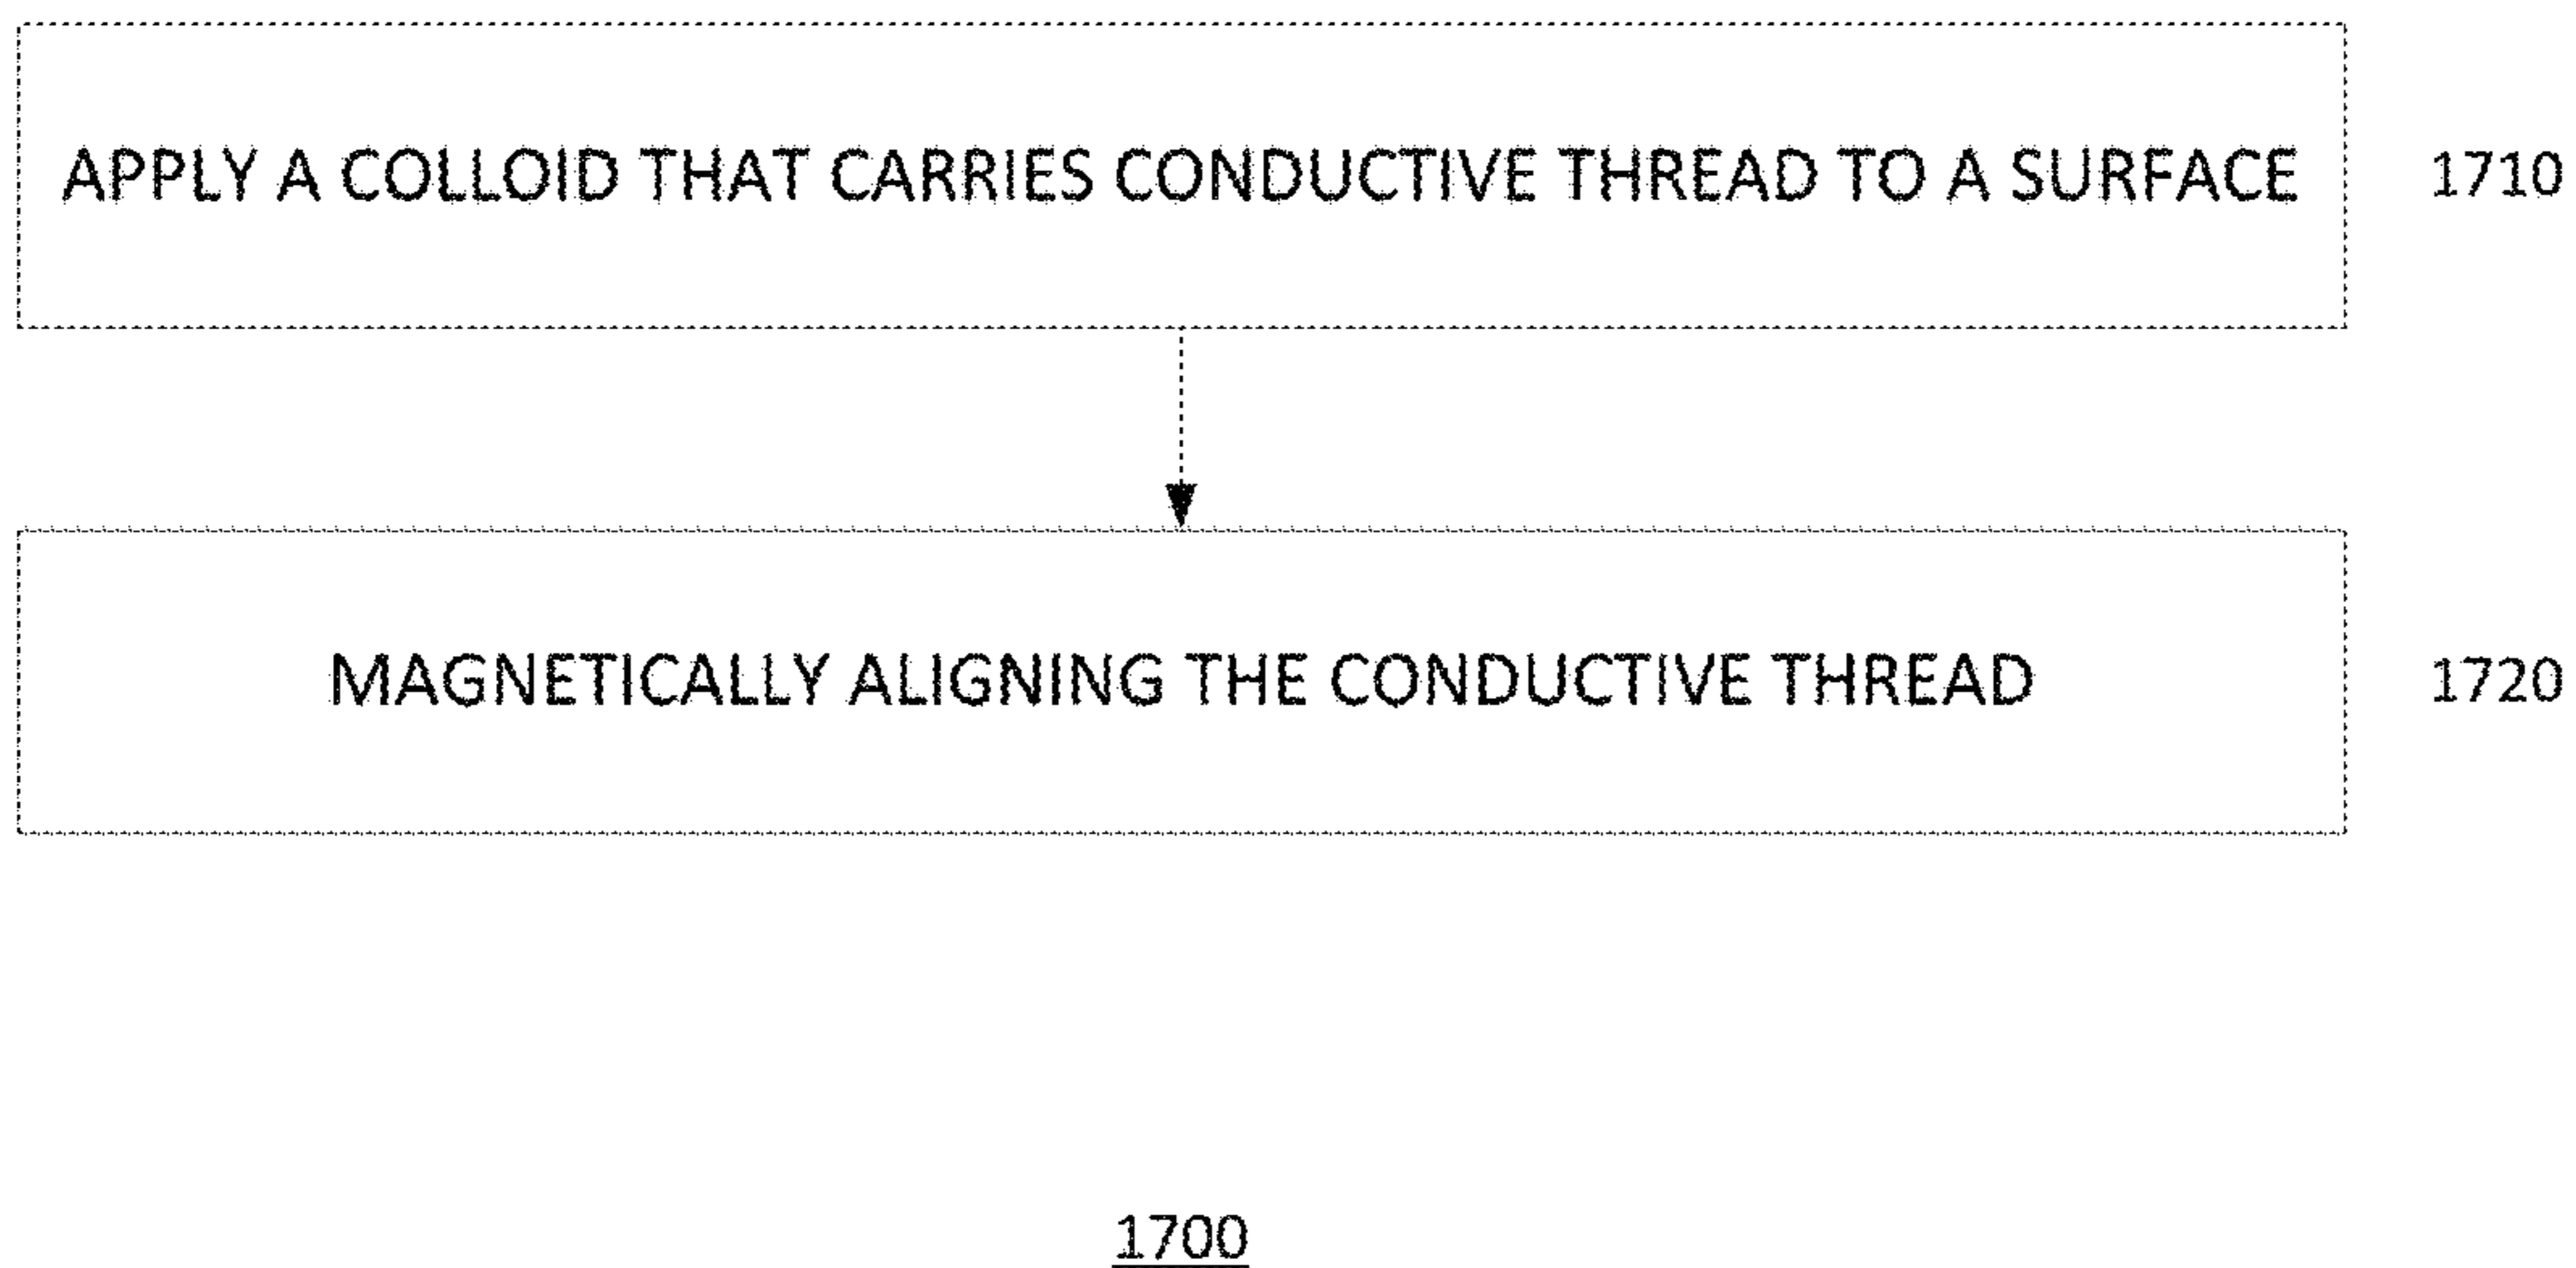 APPLY A COLLOID THAT CARRIES CONDUCTIVE THREAD TO A SURFACE 1710
MAGNETICALLY ALIGNING THE CONDUCTIVE THREAD 1720
1700